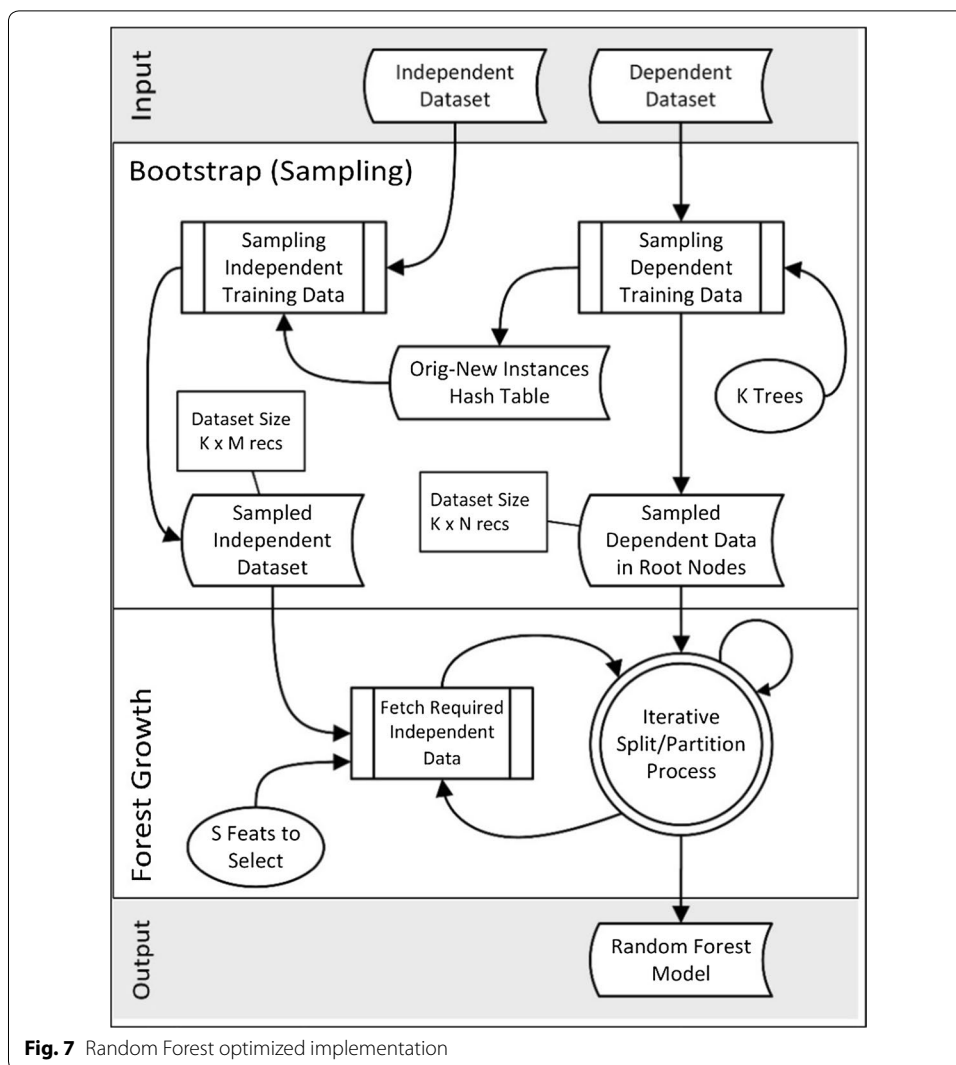 Input
Independent
Dataset
Dependent
Dataset
Bootstrap (Sampling)
Sampling
Independent
Training Data
Sampling
Dependent
Training Data
Orig-New Instances
Hash Table
K Trees
Dataset Size
K x M recs
Dataset Size
K x N recs
Sampled
Independent
Dataset
Sampled
Dependent Data
in Root Nodes
Forest Growth
Fetch Required
Independent
Data
Iterative
Split/Partition
Process
S Feats to
Select
Output
Random Forest
Model
Fig. 7 Random Forest optimized implementation